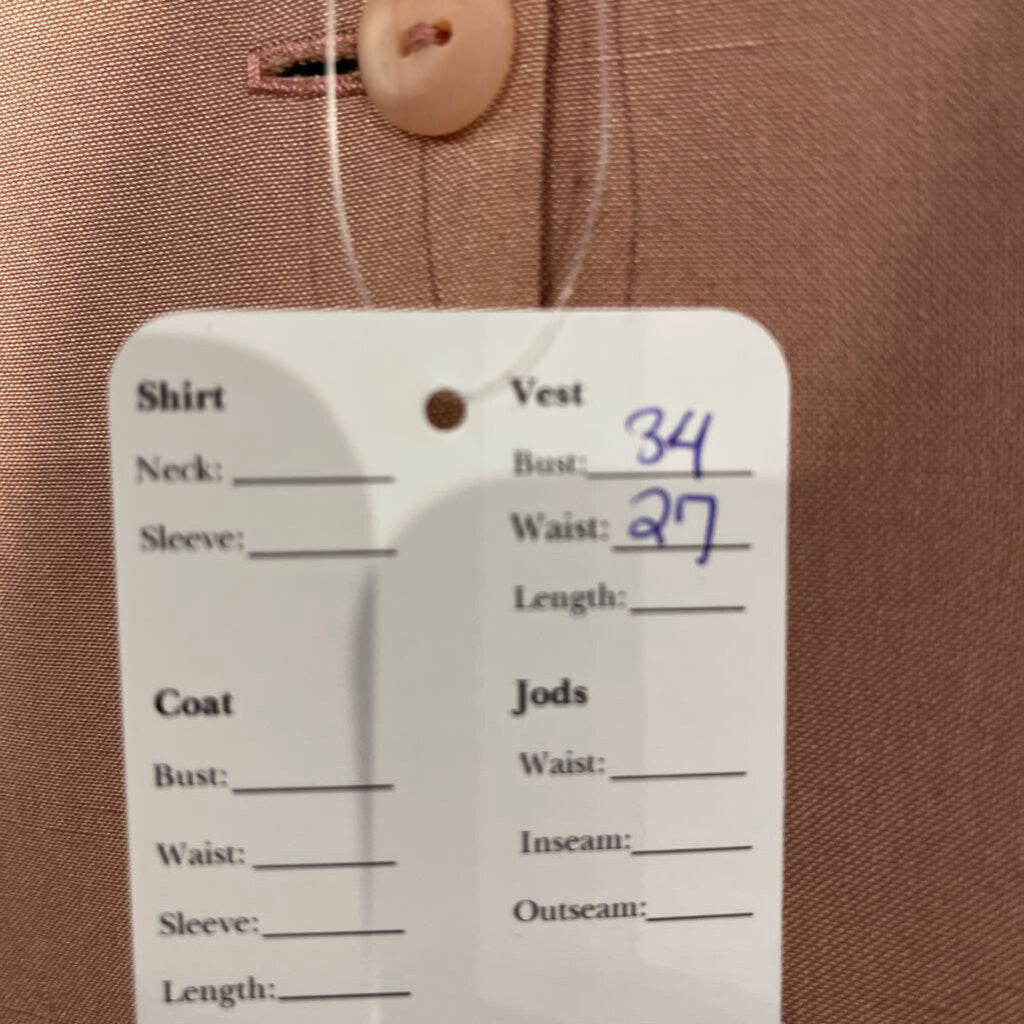 Shirt
Neck:
Sleeve:
Vest
Bust: 34
Waist: 27
Length:
Coat
Bust:
Waist:
Sleeve:
Length:
Jods
Waist:
Inseam:
Outseam: